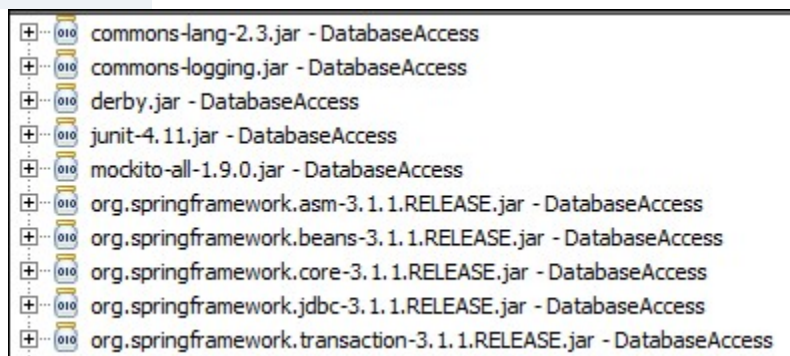 commons-lang-2.3.jar - DatabaseAccess
commons-logging.jar - DatabaseAccess
derby.jar - DatabaseAccess
junit-4.11.jar - DatabaseAccess
mockito-all-1.9.0.jar - DatabaseAccess
org.springframework.asm-3.1.1.RELEASE.jar - DatabaseAccess
org.springframework.beans-3.1.1.RELEASE.jar - DatabaseAccess
org.springframework.core-3.1.1.RELEASE.jar - DatabaseAccess
org.springframework.jdbc-3.1.1.RELEASE.jar - DatabaseAccess
org.springframework.transaction-3.1.1.RELEASE.jar - DatabaseAccess